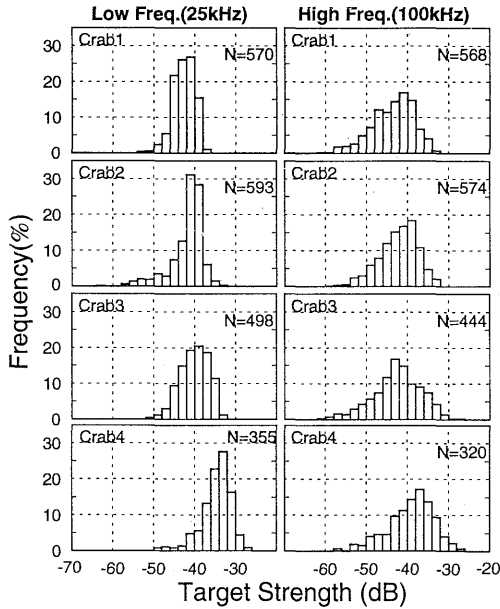 Low Freq.(25kHz) High Freq.(100kHz)
Crab1 Crab1
30 N=570 N=568
20
10
0
Crab2 Crab2
30 N=593 N=574
20
10
0
Crab3 Crab3
30 N=498 N=444
20
10
0
Crab4 N=355 Crab4
30 N=320
20
10
0
-70 -60 -50 -40 -30 -60 -50 -40 -30 -20
Frequency(%)
Target Strength (dB)